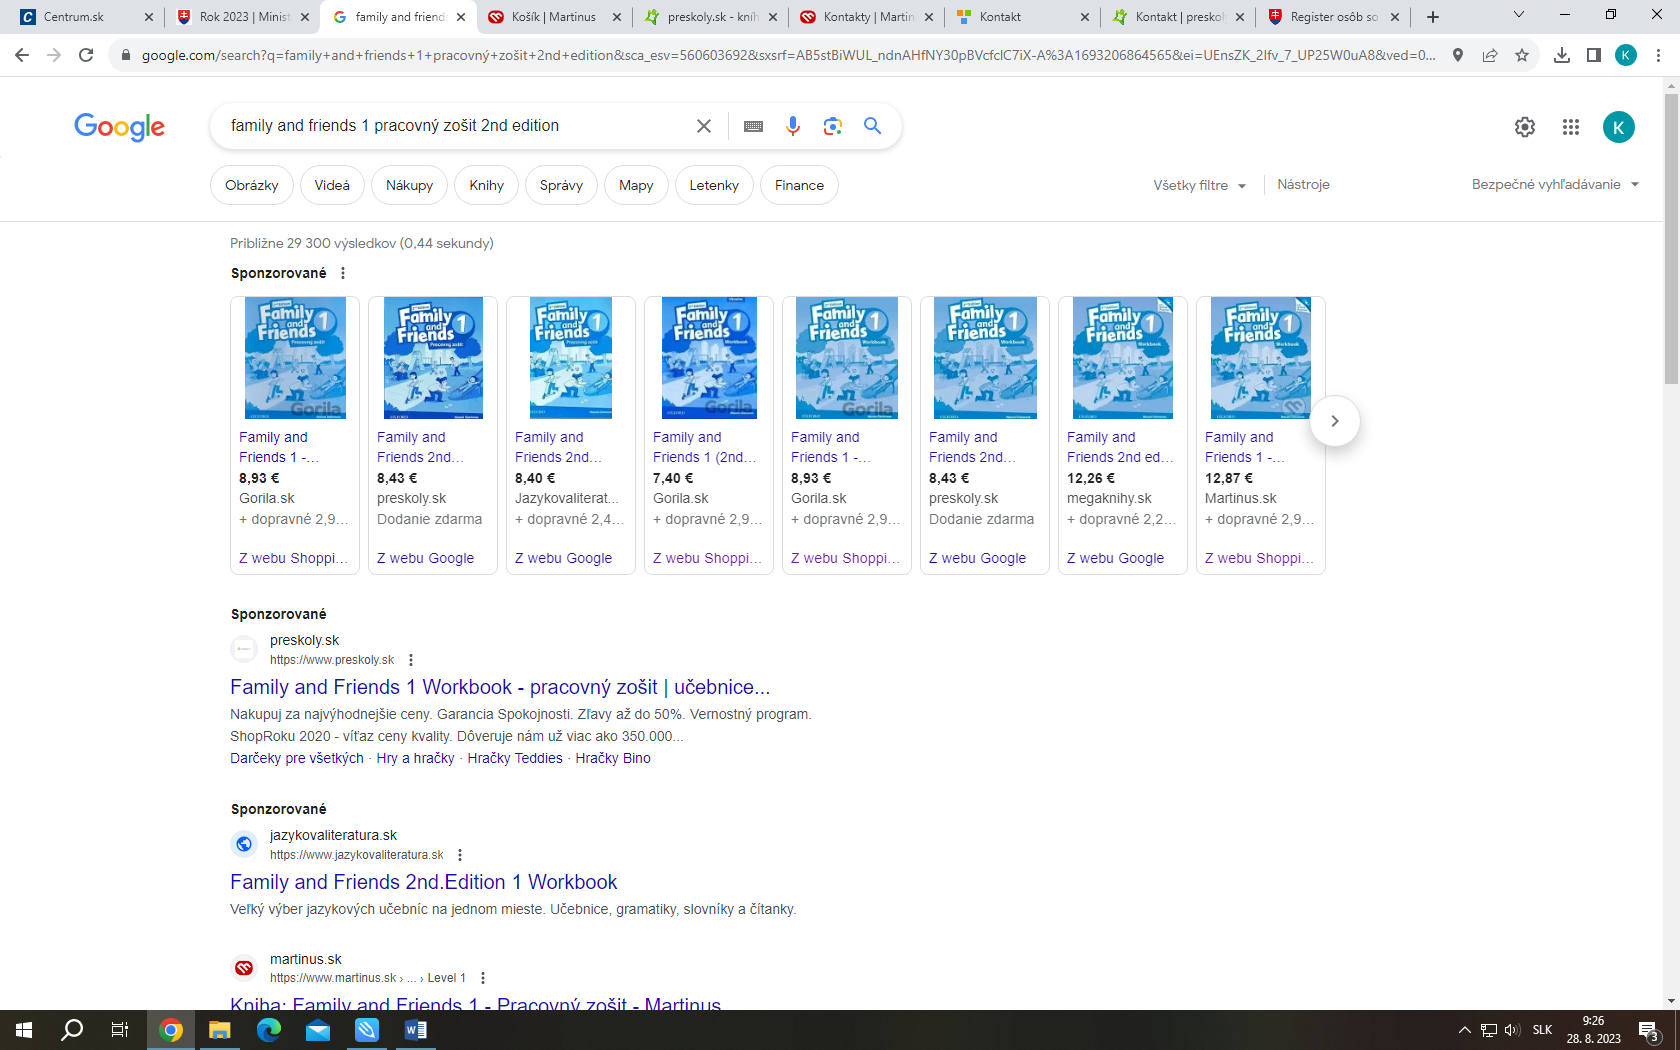 Centrum.sk
Rok 2023 | Minist
family and friends
Košík | Martinus
preskoly.sk - kníh
Kontakty | Martin
Kontakt
Kontakt | preskoly
Register osôb so
google.com/search?q=family+and+friends+1+pracovný+zošit+2nd+edition&sca_esv=560603692&sxsrf=AB5stBiWUL_ndnAHfNY30pBVcfclC7iX-A%3A1693206864565&ei=UEnsZK_2Ifv_7_UP25W0uA8&ved=0...
K
Google
family and friends 1 pracovný zošit 2nd edition
K
Obrázky
Videá
Nákupy
Knihy
Správy
Mapy
Letenky
Finance
Všetky filtre
Nástroje
Bezpečné vyhľadávanie
Približne 29 300 výsledkov (0,44 sekundy)
Sponzorované
Family and
Friends 1 -...
8,93 €
Gorila.sk
+ dopravné 2,9...
Z webu Shoppi...
Family and
Friends 2nd...
8,43 €
preskoly.sk
Dodanie zdarma
Z webu Google
Family and
Friends 2nd...
8,40 €
Jazykovaliterat...
+ dopravné 2,4...
Z webu Google
Family and
Friends 1 (2nd...
7,40 €
Gorila.sk
+ dopravné 2,9...
Z webu Shoppi...
Family and
Friends 1 -...
8,93 €
Gorila.sk
+ dopravné 2,9...
Z webu Shoppi...
Family and
Friends 2nd...
8,43 €
preskoly.sk
Dodanie zdarma
Z webu Google
Family and
Friends 2nd ed...
12,26 €
megaknihy.sk
+ dopravné 2,2...
Z webu Google
Family and
Friends 1 -...
12,87 €
Martinus.sk
+ dopravné 2,9...
Z webu Shoppi...
Sponzorované
preskoly.sk
https://www.preskoly.sk
Family and Friends 1 Workbook - pracovný zošit | učebnice...
Nakupuj za najvýhodnejšie ceny. Garancia Spokojnosti. Zľavy až do 50%. Vernostný program.
ShopRoku 2020 - víťaz ceny kvality. Dôveruje nám už viac ako 350.000...
Darčeky pre všetkých · Hry a hračky · Hračky Teddies · Hračky Bino
Sponzorované
jazykovaliteratura.sk
https://www.jazykovaliteratura.sk
Family and Friends 2nd.Edition 1 Workbook
Veľký výber jazykových učebníc na jednom mieste. Učebnice, gramatiky, slovníky a čítanky.
martinus.sk
https://www.martinus.sk › ... › Level 1
Kniha: Family and Friends 1 - Pracovný zošit - Martinus
SLK
9:26
28. 8. 2023
3